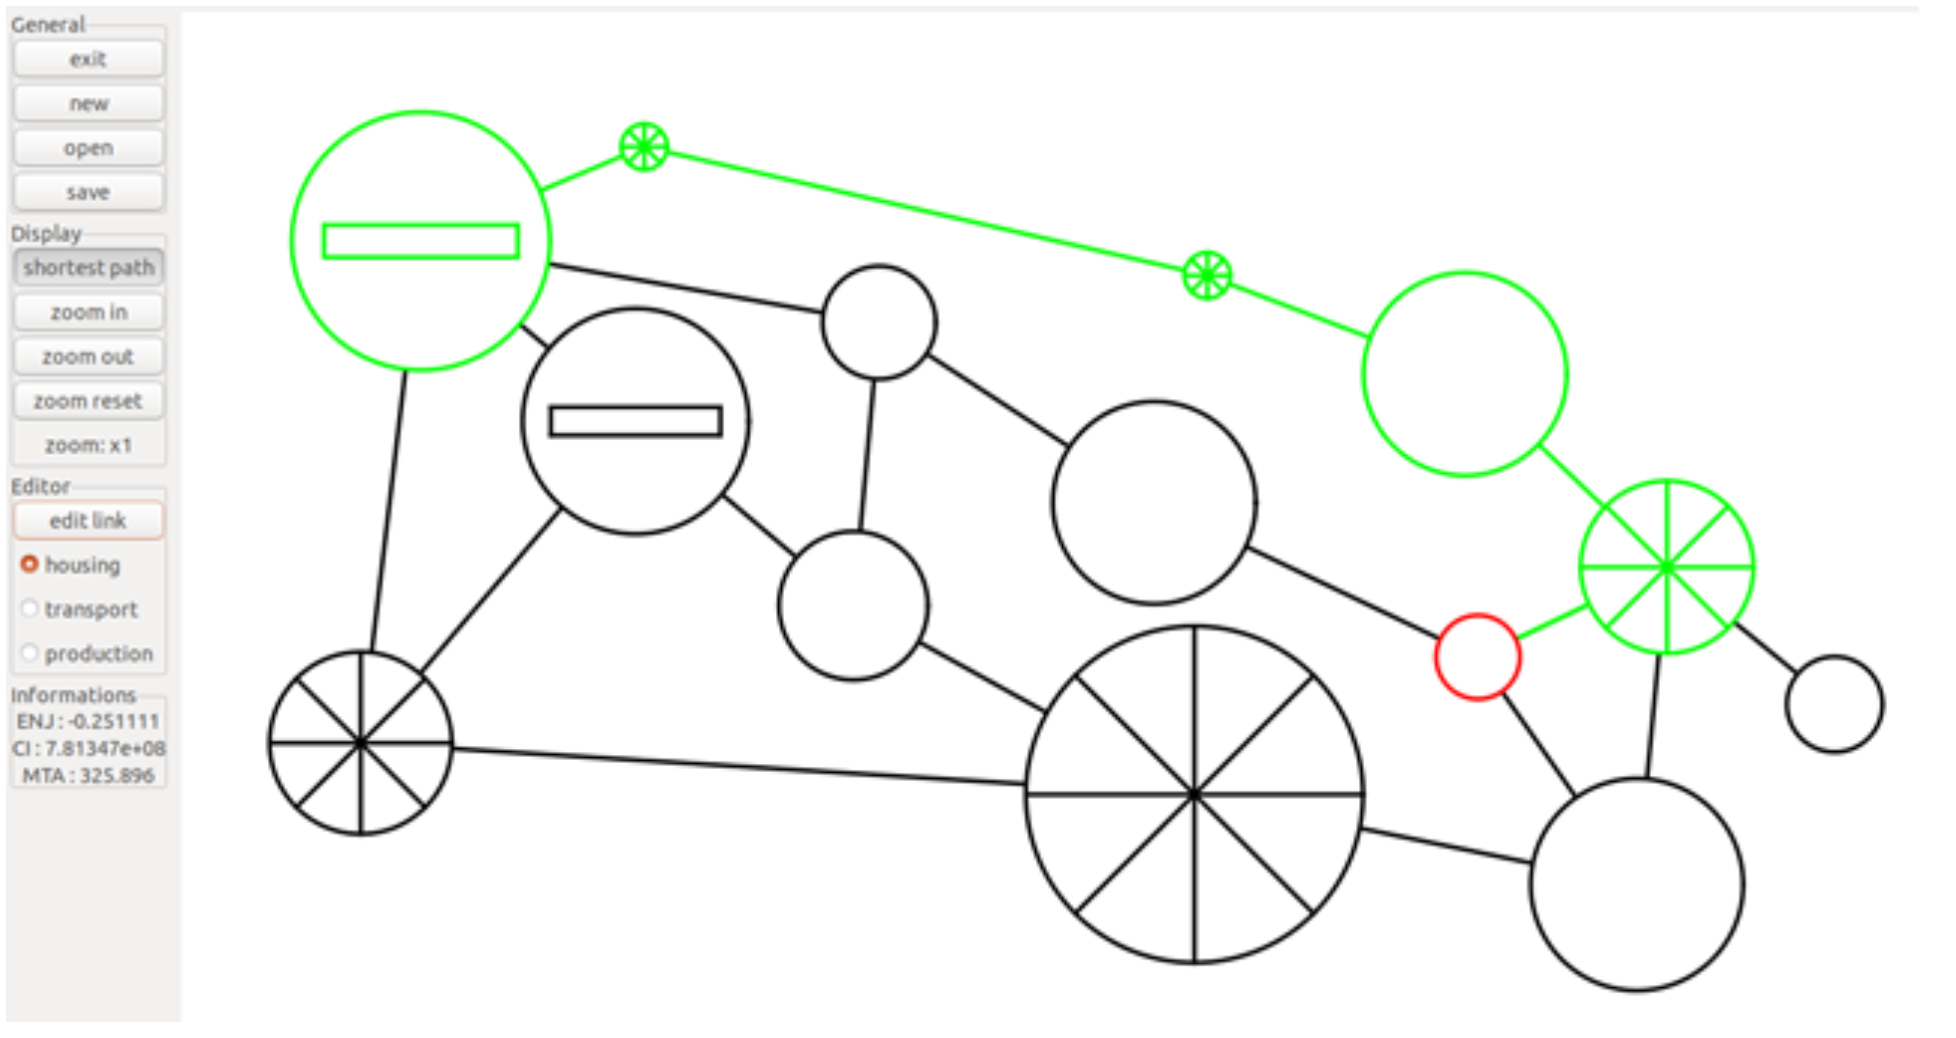 General
exit
new
open
save
Display
shortest path
zoom in
zoom out
zoom reset
zoom: x1
Editor
edit link
housing
transport
production
Informations
ENJ : -0.251111
CI : 7.81347e+08
MTA : 325.896